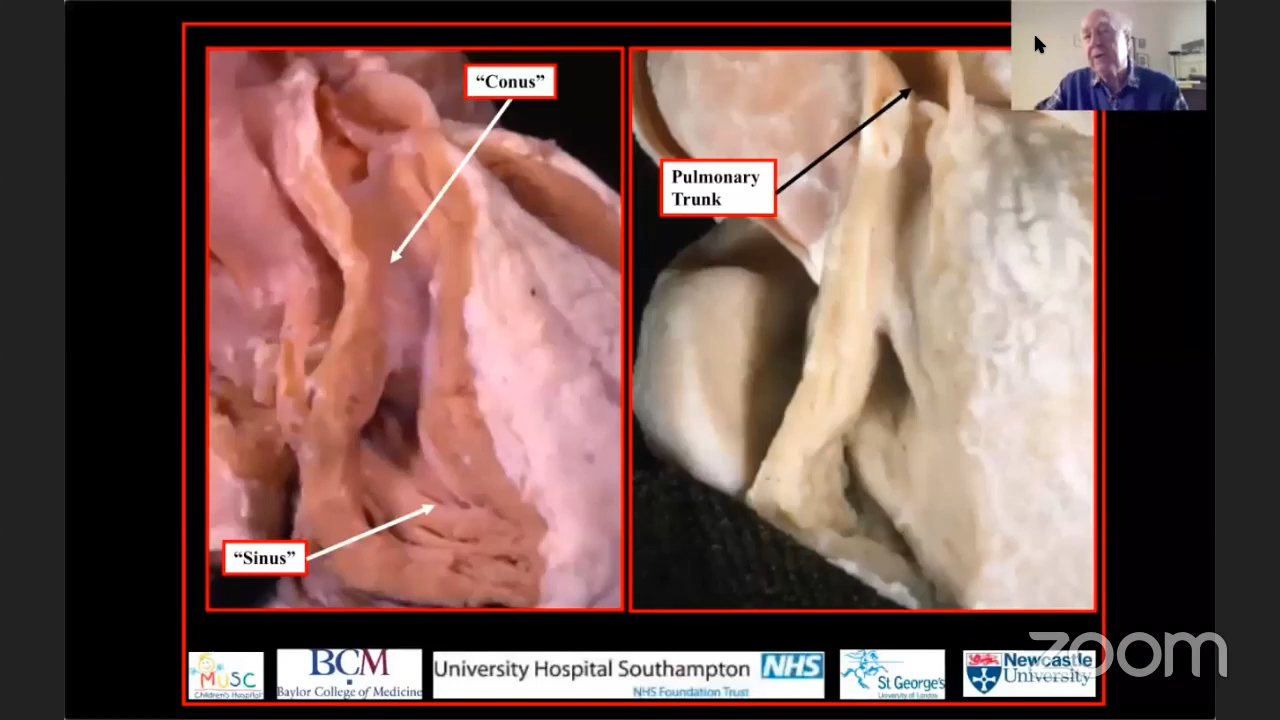 “Conus”
Pulmonary
Trunk
“Sinus”
MUSC
Children's Hospital
BCM
Baylor College of Medicine
University Hospital Southampton NHS
NHS Foundation Trust
St George's
University of London
Newcastle
University
zoom